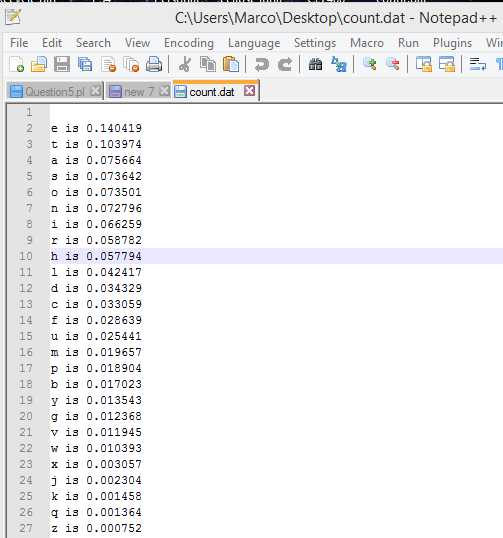 C:\Users\Marco\Desktop\count.dat - Notepad++
File Edit Search View Encoding Language Settings Macro Run Plugins
Question5.pl new 7 count.dat
1
2 e is 0.140419
3 t is 0.103974
4 a is 0.075664
5 s is 0.073642
6 o is 0.073501
7 n is 0.072796
8 i is 0.066259
9 r is 0.058782
10 h is 0.057794
11 l is 0.042417
12 d is 0.034329
13 c is 0.033059
14 f is 0.028639
15 u is 0.025441
16 m is 0.019657
17 p is 0.018904
18 b is 0.017023
19 y is 0.013543
20 g is 0.012368
21 v is 0.011945
22 w is 0.010393
23 x is 0.003057
24 j is 0.002304
25 k is 0.001458
26 q is 0.001364
27 z is 0.000752